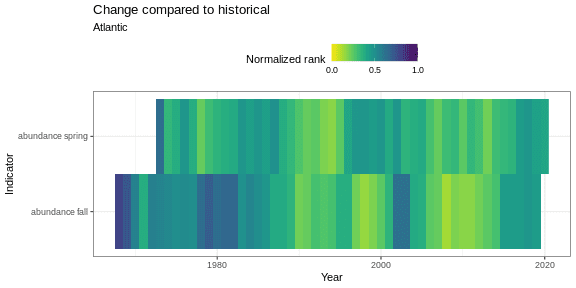 Change compared to historical
Atlantic
Normalized rank
0.0 0.5 1.0
Indicator
abundance spring
abundance fall
1980 2000 2020
Year